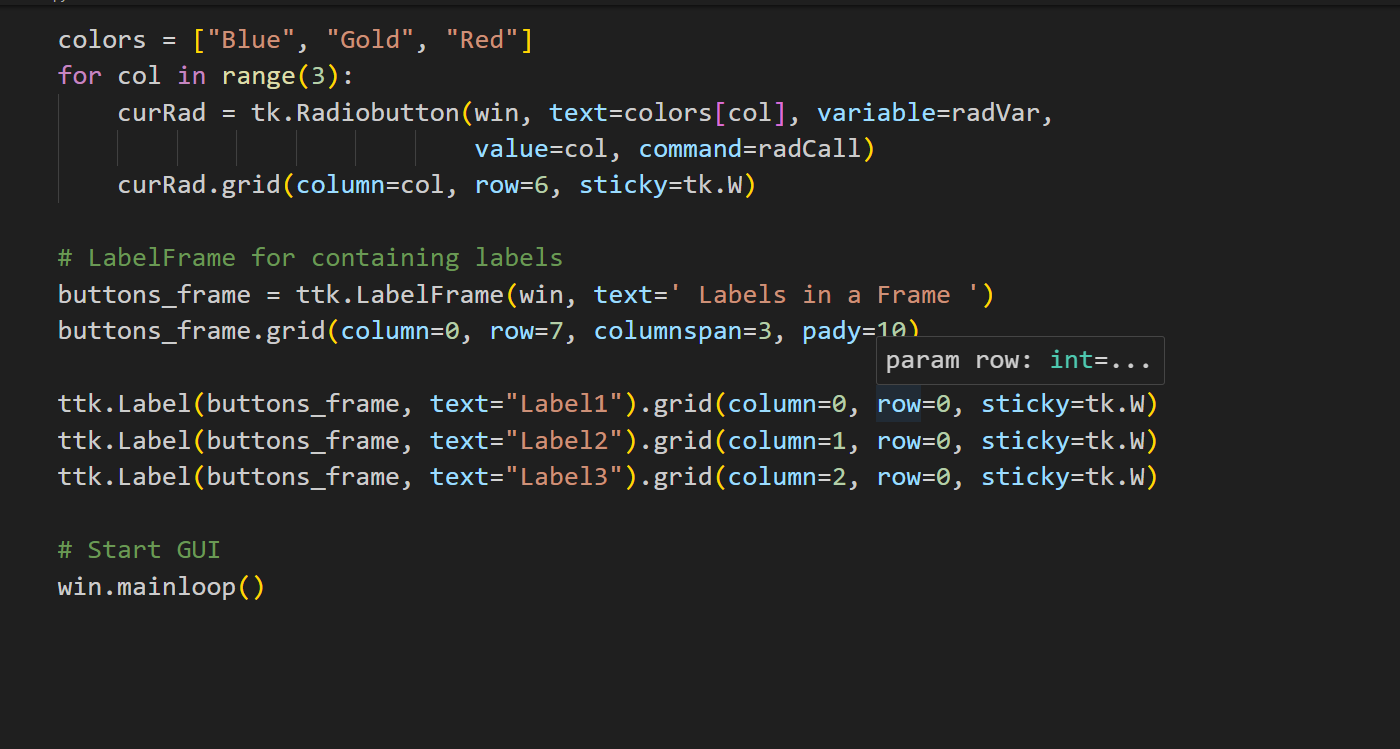 colors = ["Blue", "Gold", "Red"]
for col in range(3):
    curRad = tk.Radiobutton(win, text=colors[col], variable=radVar,
                            value=col, command=radCall)
    curRad.grid(column=col, row=6, sticky=tk.W)

# LabelFrame for containing labels
buttons_frame = ttk.LabelFrame(win, text=' Labels in a Frame ')
buttons_frame.grid(column=0, row=7, columnspan=3, pady=10)
param row: int=...
ttk.Label(buttons_frame, text="Label1").grid(column=0, row=0, sticky=tk.W)
ttk.Label(buttons_frame, text="Label2").grid(column=1, row=0, sticky=tk.W)
ttk.Label(buttons_frame, text="Label3").grid(column=2, row=0, sticky=tk.W)

# Start GUI
win.mainloop()